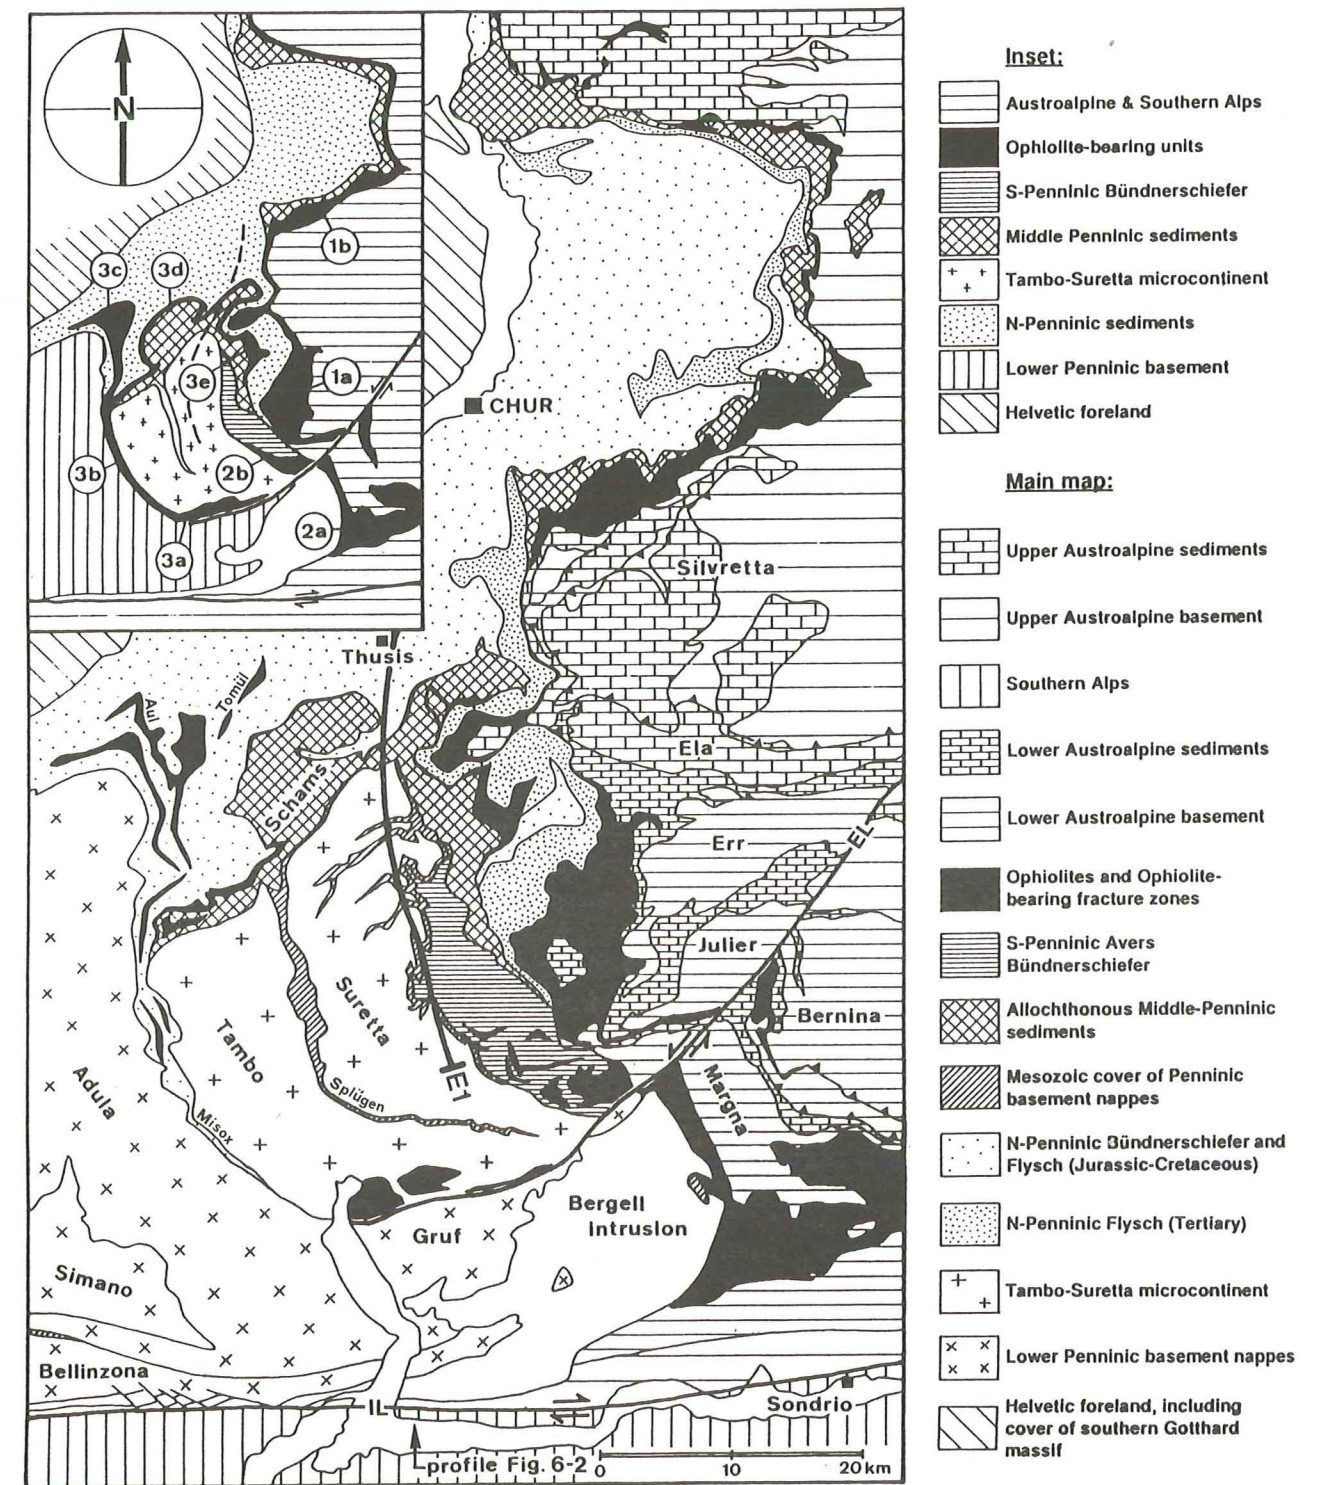 N
3c
3d
1b
3e
1a
3b
2b
2a
3a
CHUR
Silvretta
Thusis
Tomül
Aul
Ela
Schams
Err
EL
Julier
Suretta
Bernina
Tambo
E1
Margna
Adula
Splügen
Misox
Bergell
Intrusion
Gruf
Simano
Bellinzona
IL
Sondrio
profile Fig. 6-2
0
10
20 km
Inset:
Austroalpine & Southern Alps
Ophiolite-bearing units
S-Penninic Bündnerschiefer
Middle Penninic sediments
Tambo-Suretta microcontinent
N-Penninic sediments
Lower Penninic basement
Helvetic foreland
Main map:
Upper Austroalpine sediments
Upper Austroalpine basement
Southern Alps
Lower Austroalpine sediments
Lower Austroalpine basement
Ophiolites and Ophiolite-
bearing fracture zones
S-Penninic Avers
Bündnerschiefer
Allochthonous Middle-Penninic
sediments
Mesozoic cover of Penninic
basement nappes
N-Penninic Bündnerschiefer and
Flysch (Jurassic-Cretaceous)
N-Penninic Flysch (Tertiary)
Tambo-Suretta microcontinent
Lower Penninic basement nappes
Helvetic foreland, including
cover of southern Gotthard
massif